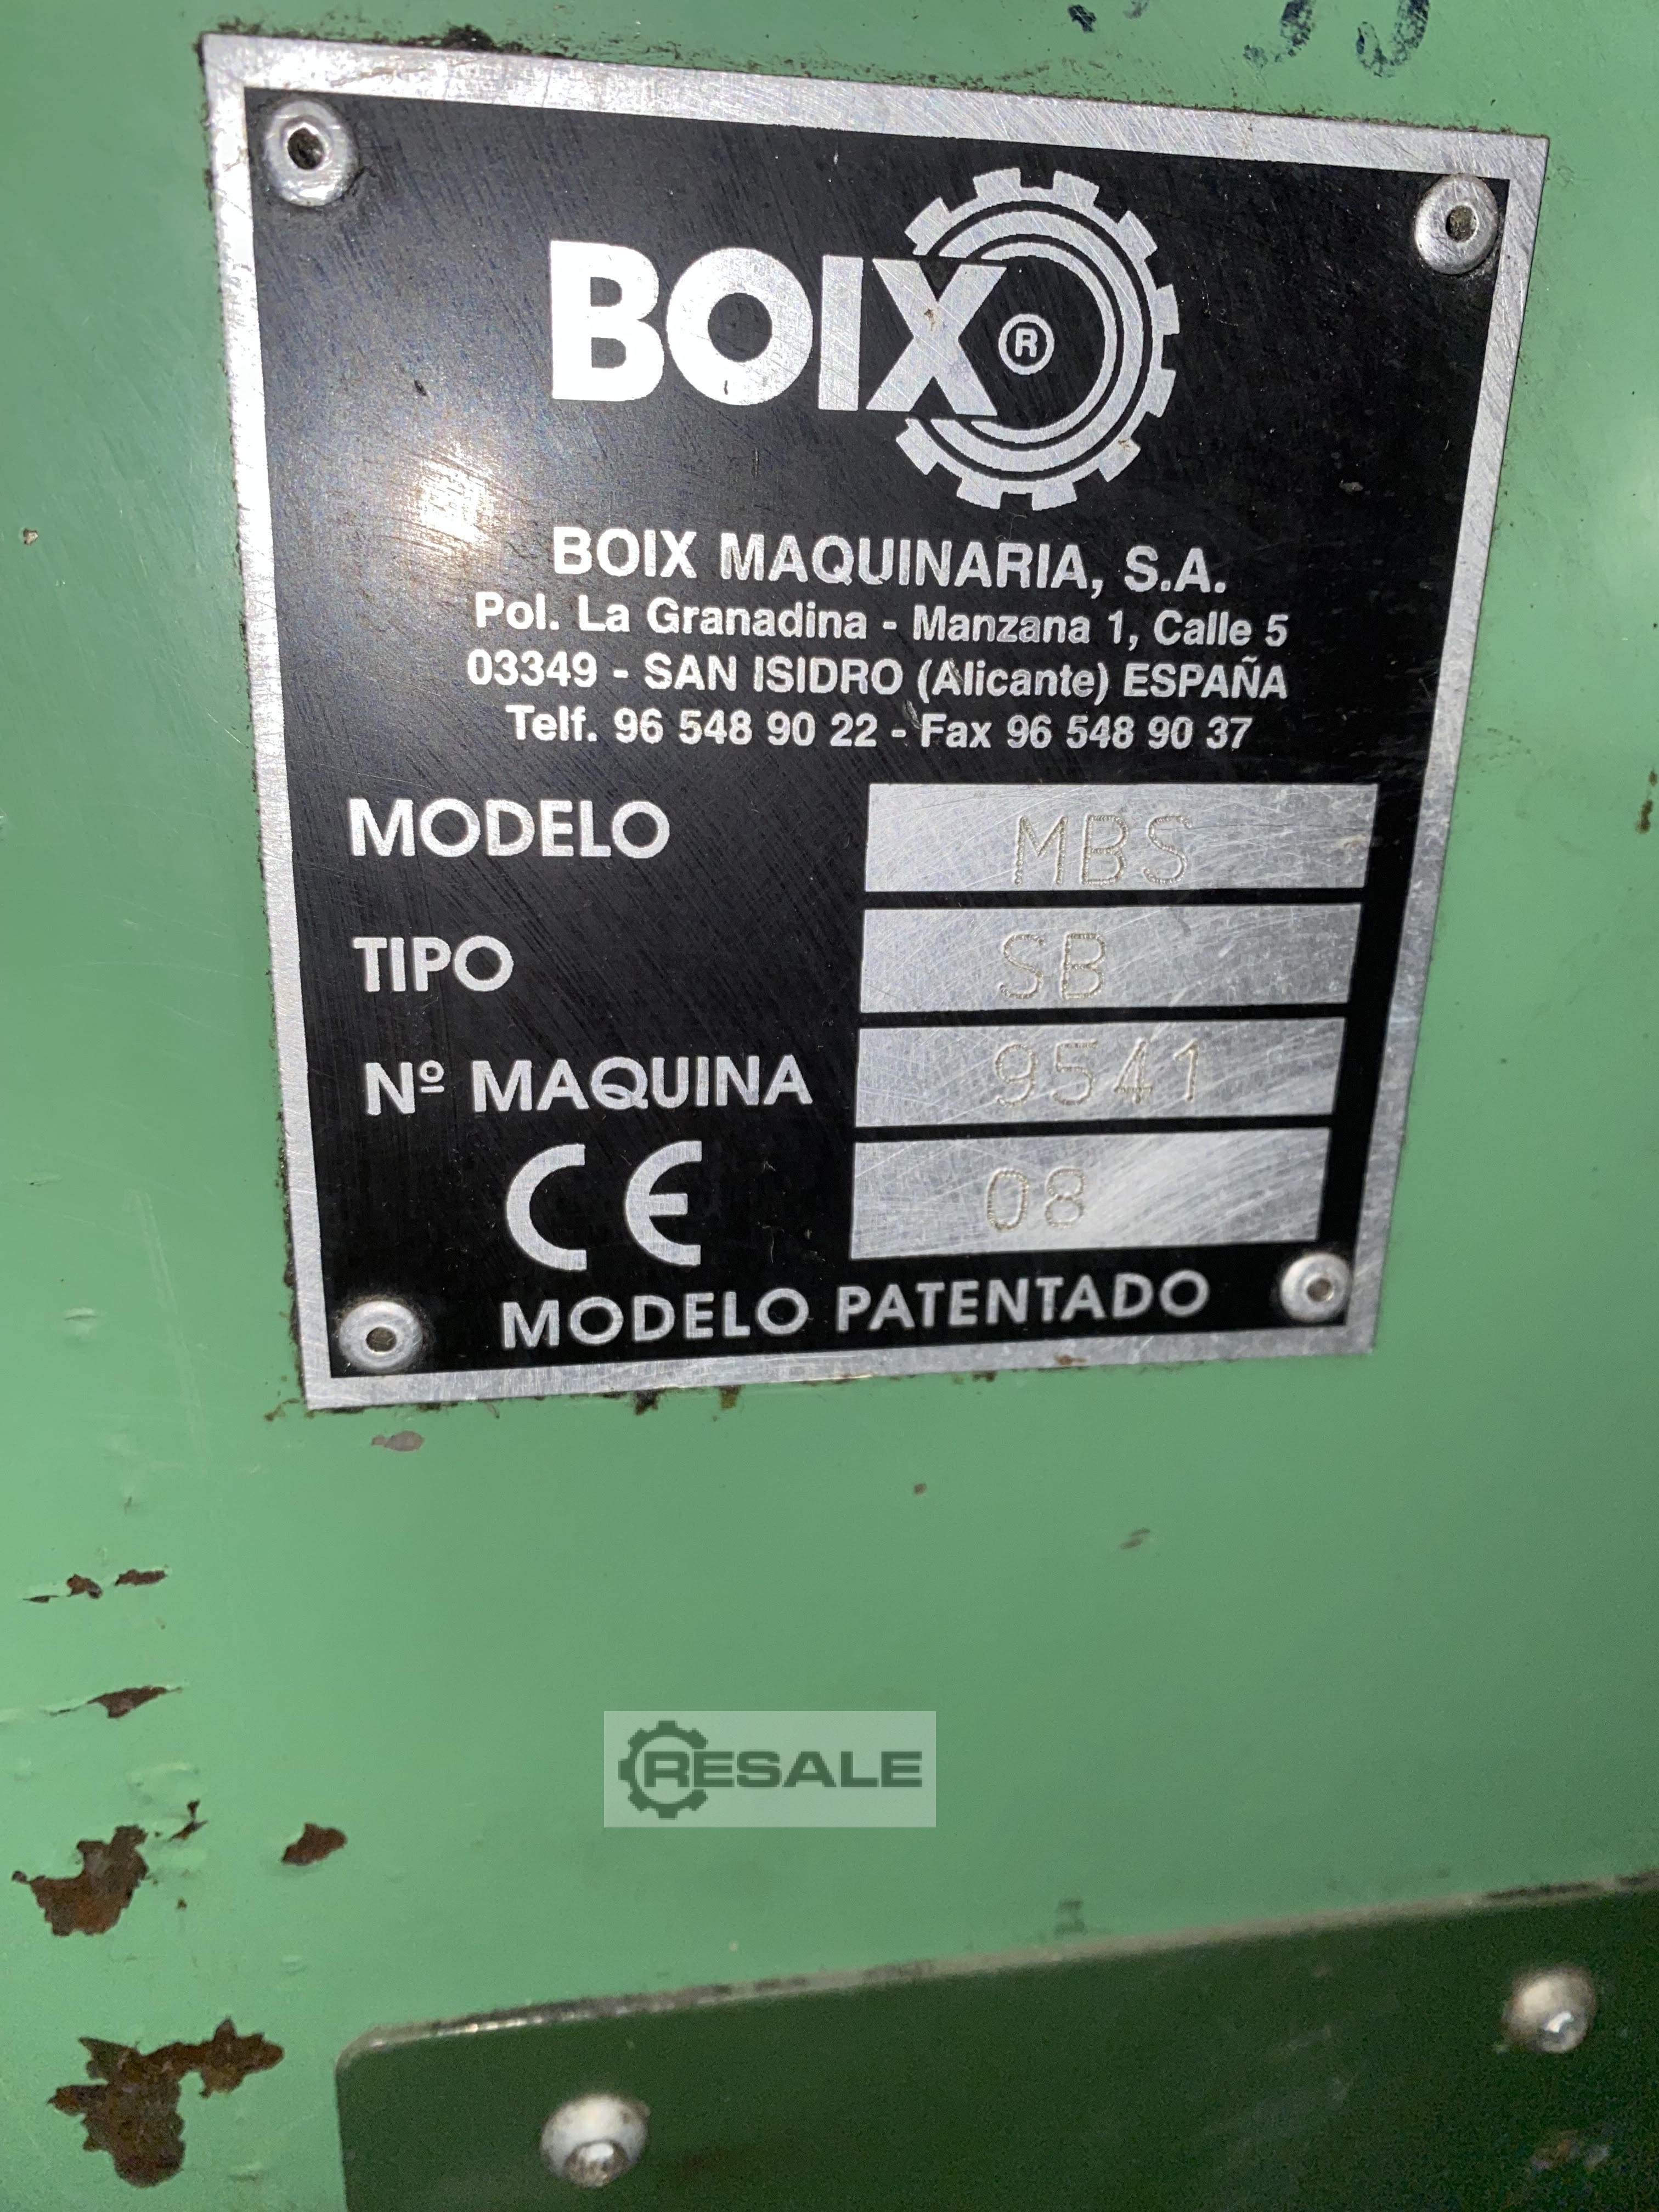 BOIX ®
BOIX MAQUINARIA, S.A.
Pol. La Granadina - Manzana 1, Calle 5
03349 - SAN ISIDRO (Alicante) ESPAÑA
Telf. 96 548 90 22 - Fax 96 548 90 37
MODELO MBS
TIPO SB
Nº MAQUINA 9541
CE 08
MODELO PATENTADO
RESALE